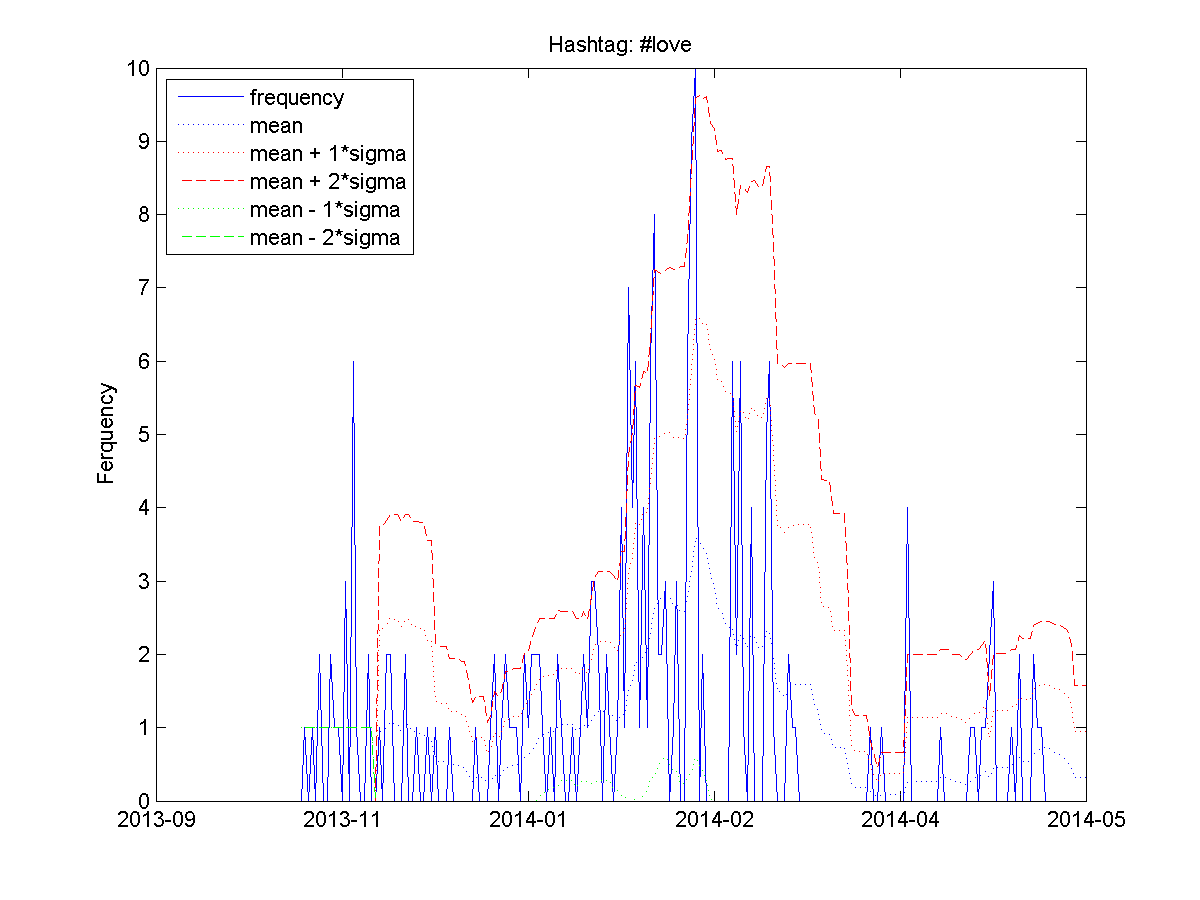 Hashtag: #love
10
9
8
7
6
5
4
3
2
1
0
Ferquency
frequency
mean
mean + 1*sigma
mean + 2*sigma
mean - 1*sigma
mean - 2*sigma
2013-09
2013-11
2014-01
2014-02
2014-04
2014-05